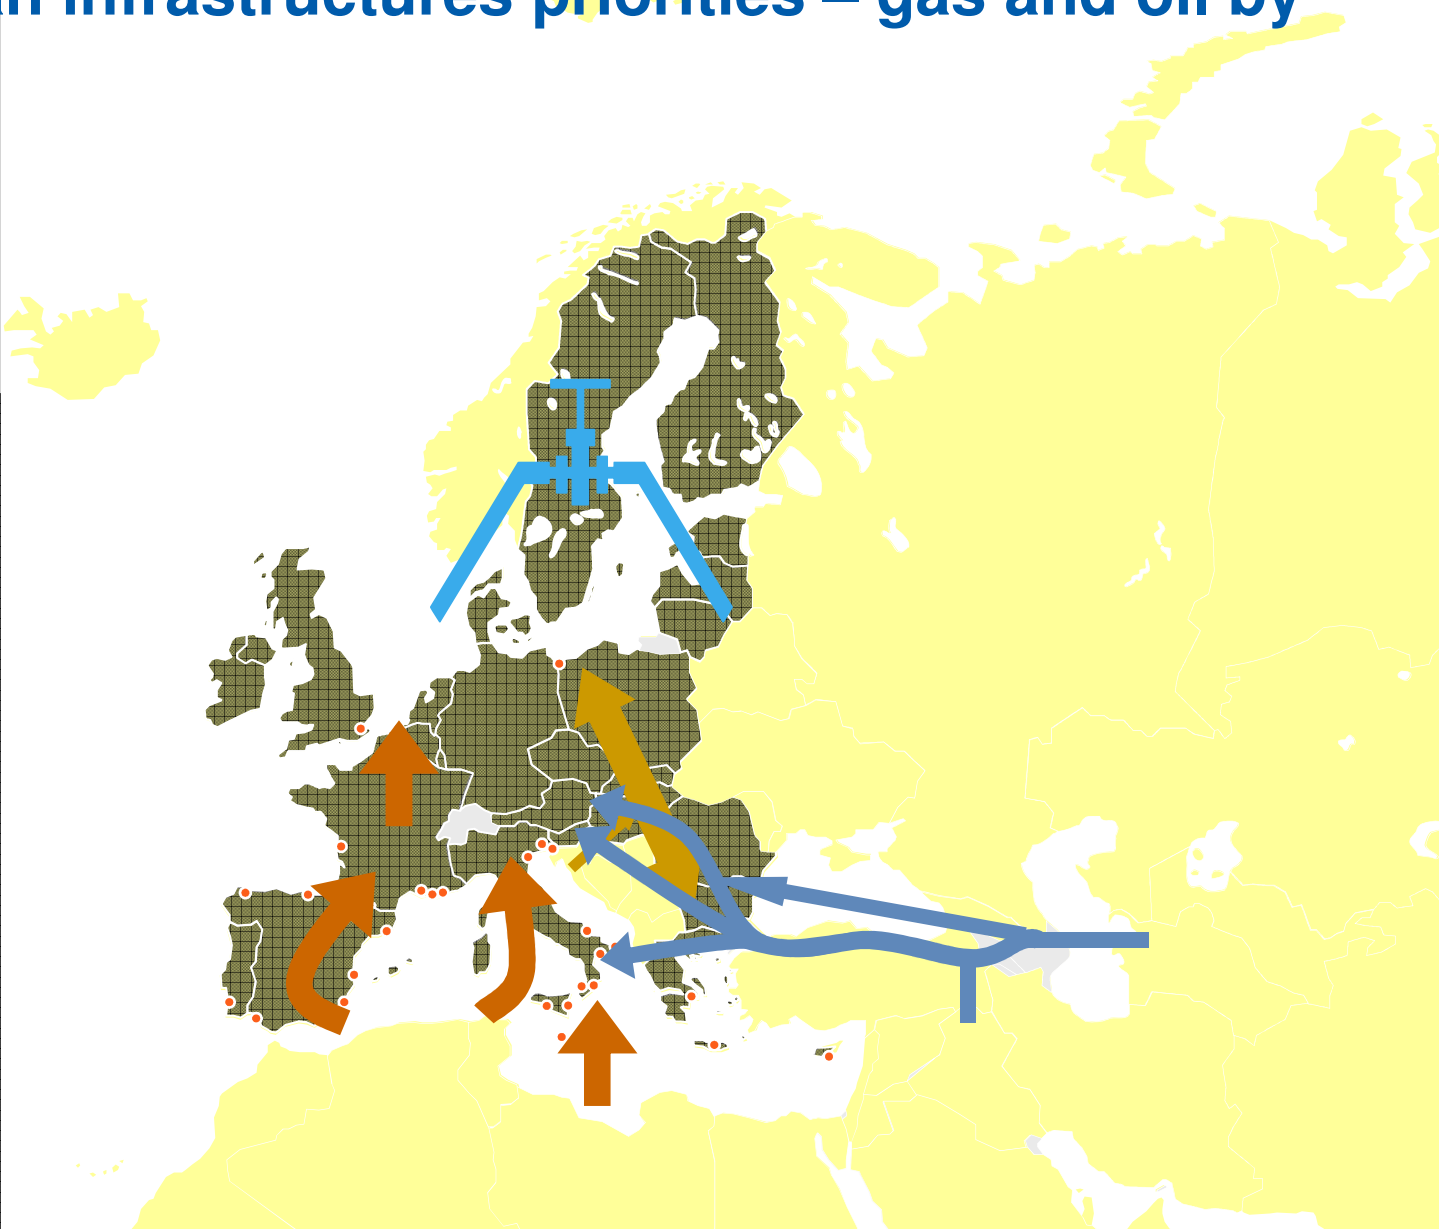 infrastructures priorities – gas and oil by